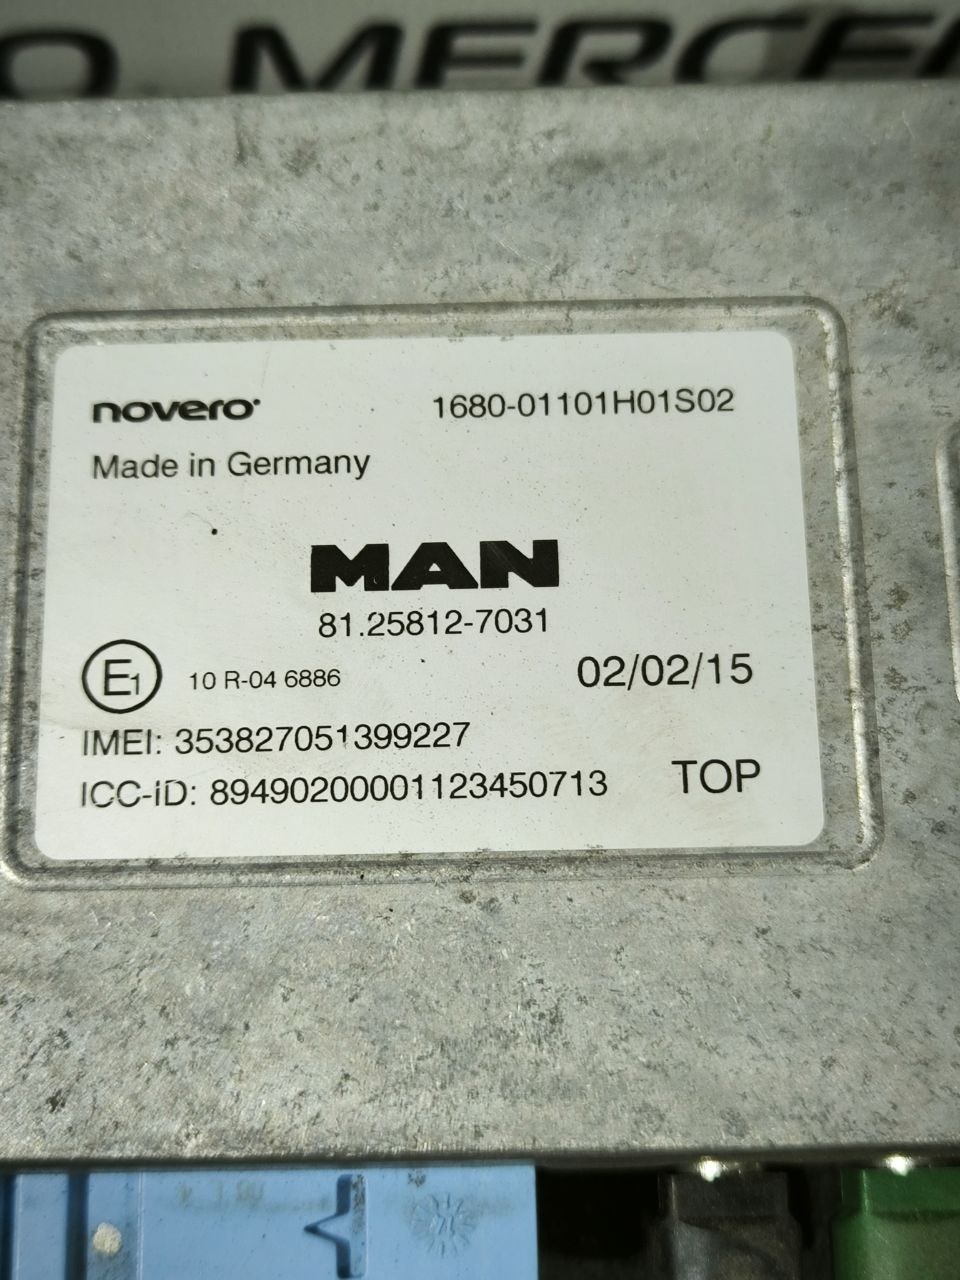 O MERCE
novero
1680-01101H01S02
Made in Germany
MAN
81.25812-7031
E1
10 R-04 6886
02/02/15
IMEI: 353827051399227
ICC-ID: 89490200001123450713
TOP